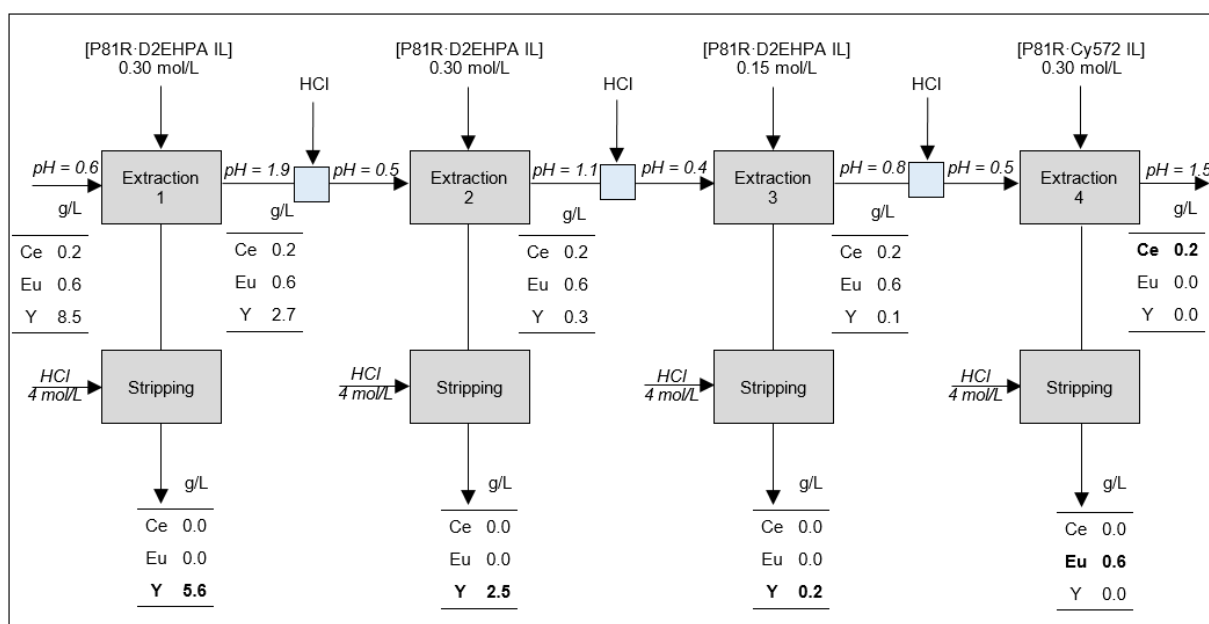 [P81R·D2EHPA IL]
0.30 mol/L
[P81R·D2EHPA IL]
0.30 mol/L
[P81R·D2EHPA IL]
0.15 mol/L
[P81R·Cy572 IL]
0.30 mol/L
HCl
HCl
HCl
pH = 0.6
Extraction
1
pH = 1.9
pH = 0.5
Extraction
2
pH = 1.1
pH = 0.4
Extraction
3
pH = 0.8
pH = 0.5
Extraction
4
pH = 1.5
g/L
Ce 0.2
Eu 0.6
Y 8.5
g/L
Ce 0.2
Eu 0.6
Y 2.7
g/L
Ce 0.2
Eu 0.6
Y 0.3
g/L
Ce 0.2
Eu 0.6
Y 0.1
g/L
Ce 0.2
Eu 0.0
Y 0.0
HCl
4 mol/L
Stripping
HCl
4 mol/L
Stripping
HCl
4 mol/L
Stripping
HCl
4 mol/L
Stripping
g/L
Ce 0.0
Eu 0.0
Y 5.6
g/L
Ce 0.0
Eu 0.0
Y 2.5
g/L
Ce 0.0
Eu 0.0
Y 0.2
g/L
Ce 0.0
Eu 0.6
Y 0.0